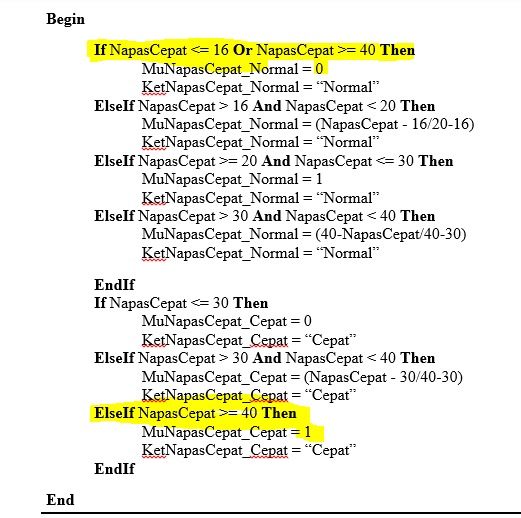 Begin
If NapasCepat <= 16 Or NapasCepat >= 40 Then
MuNapasCepat_Normal = 0
KetNapasCepat_Normal = “Normal”
ElseIf NapasCepat > 16 And NapasCepat < 20 Then
MuNapasCepat_Normal = (NapasCepat - 16/20-16)
KetNapasCepat_Normal = “Normal”
ElseIf NapasCepat >= 20 And NapasCepat <= 30 Then
MuNapasCepat_Normal = 1
KetNapasCepat_Normal = “Normal”
ElseIf NapasCepat > 30 And NapasCepat < 40 Then
MuNapasCepat_Normal = (40-NapasCepat/40-30)
KetNapasCepat_Normal = “Normal”
EndIf
If NapasCepat <= 30 Then
MuNapasCepat_Cepat = 0
KetNapasCepat_Cepat = “Cepat”
ElseIf NapasCepat > 30 And NapasCepat < 40 Then
MuNapasCepat_Cepat = (NapasCepat - 30/40-30)
KetNapasCepat_Cepat = “Cepat”
ElseIf NapasCepat >= 40 Then
MuNapasCepat_Cepat = 1
KetNapasCepat_Cepat = “Cepat”
EndIf
End